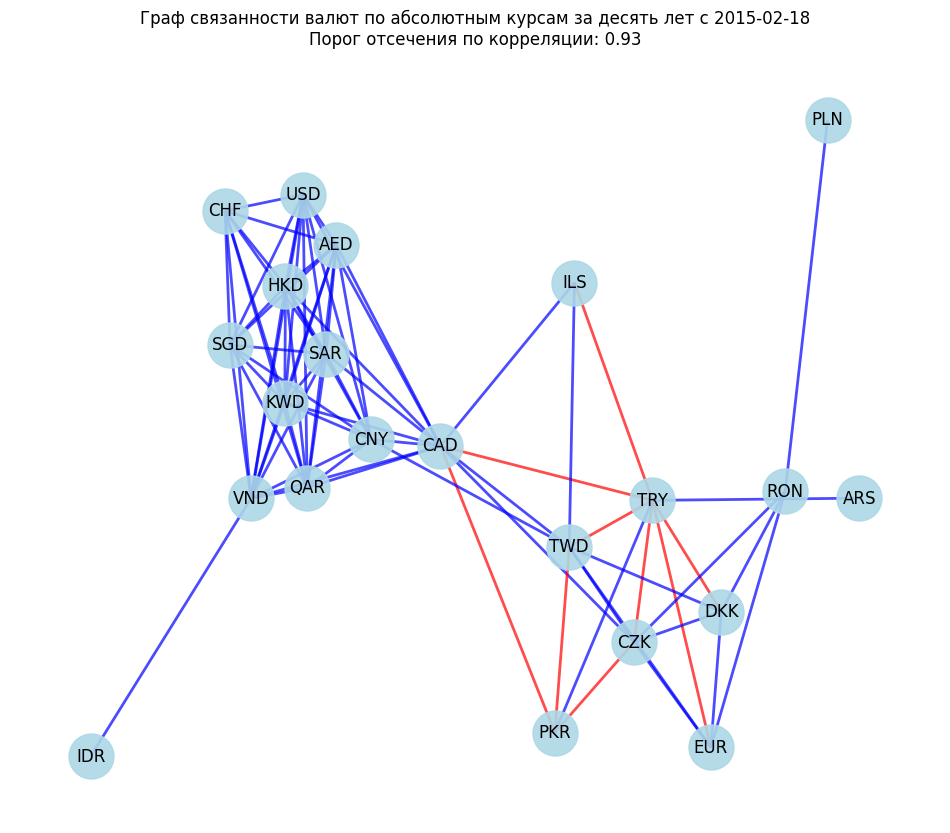 Граф связанности валют по абсолютным курсам за десять лет с 2015-02-18
Порог отсечения по корреляции: 0.93
PLN
USD
CHF
AED
ILS
HKD
SGD
SAR
KWD
CNY
CAD
QAR
VND
TRY
RON
ARS
TWD
DKK
CZK
PKR
EUR
IDR